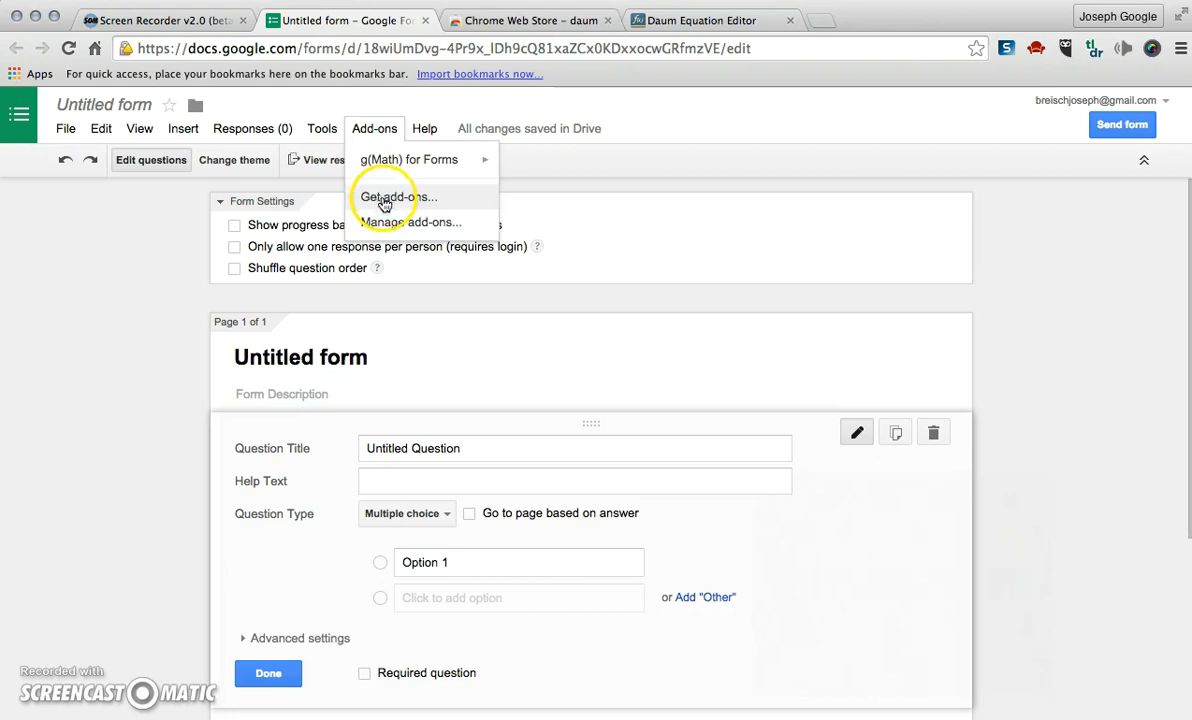 Screen Recorder v2.0 (beta
Untitled form – Google Fo
Chrome Web Store - daum
Daum Equation Editor
Joseph Google
https://docs.google.com/forms/d/18wiUmDvg-4Pr9x_IDh9cQ81xaZCx0KDxxocwGRfmzVE/edit
Apps
For quick access, place your bookmarks here on the bookmarks bar.
Import bookmarks now...
Untitled form
breischjoseph@gmail.com
File Edit View Insert Responses (0) Tools Add-ons Help All changes saved in Drive
Send form
Edit questions Change theme View res
g(Math) for Forms
Get add-ons...
Manage add-ons...
Form Settings
Show progress ba s
Only allow one response per person (requires login) ?
Shuffle question order ?
Page 1 of 1
Untitled form
Form Description
Question Title Untitled Question
Help Text
Question Type Multiple choice Go to page based on answer
Option 1
Click to add option or Add "Other"
Advanced settings
Done Required question
Recorded with
SCREENCAST MATIC